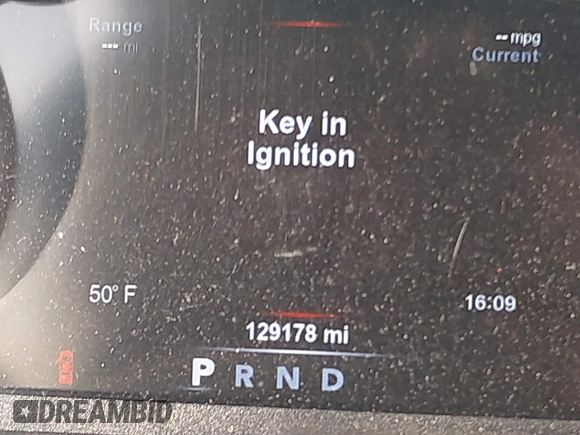 Range
--- mi
-- mpg
Current
Key in
Ignition
50° F
16:09
129178 mi
P R N D
DREAMBID